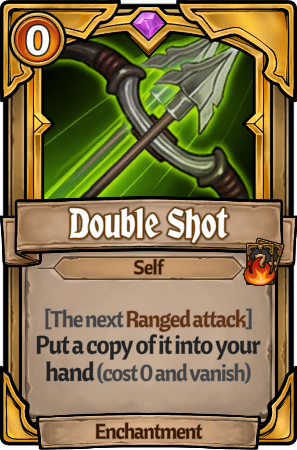 0
Double Shot
Self
[The next Ranged attack]
Put a copy of it into your
hand (cost 0 and vanish)
Enchantment